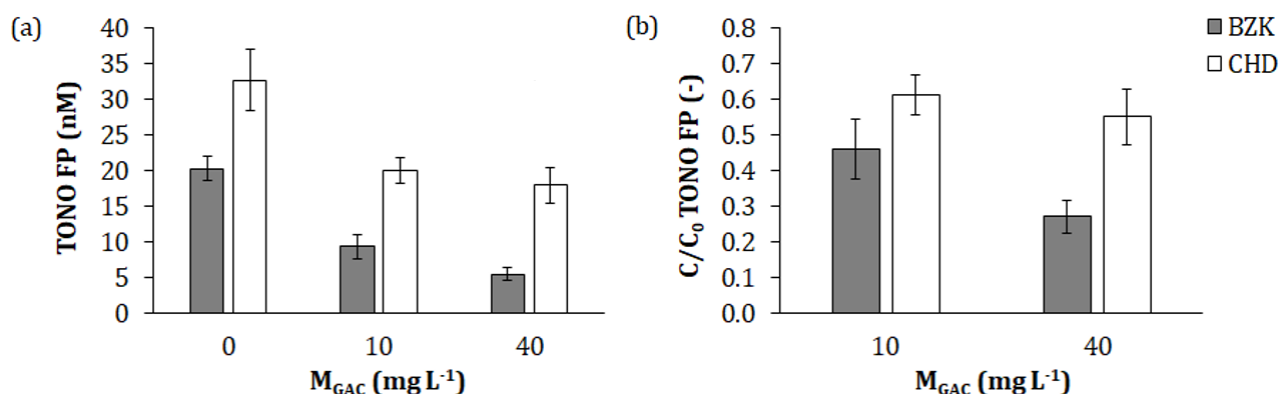 (a)
TONO FP (nM)
40
35
30
25
20
15
10
5
0
0 10 40
M_GAC (mg L⁻¹)
(b)
C/C₀ TONO FP (-)
0.8
0.7
0.6
0.5
0.4
0.3
0.2
0.1
0.0
10 40
M_GAC (mg L⁻¹)
BZK
CHD